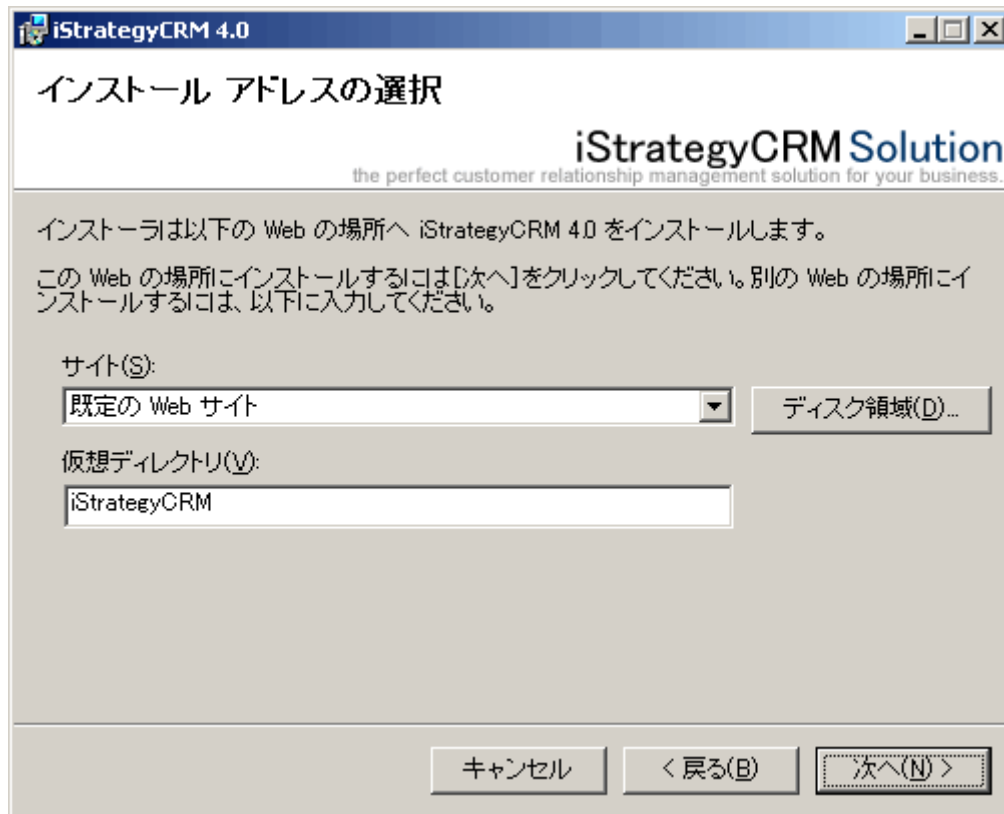 iStrategyCRM 4.0
インストール アドレスの選択
iStrategyCRM Solution
the perfect customer relationship management solution for your business.
インストーラは以下の Web の場所へ iStrategyCRM 4.0 をインストールします。
この Web の場所にインストールするには[次へ]をクリックしてください。別の Web の場所にイ
ンストールするには、以下に入力してください。
サイト(S):
既定の Web サイト
ディスク領域(D)...
仮想ディレクトリ(V):
iStrategyCRM
キャンセル
< 戻る(B)
次へ(N) >